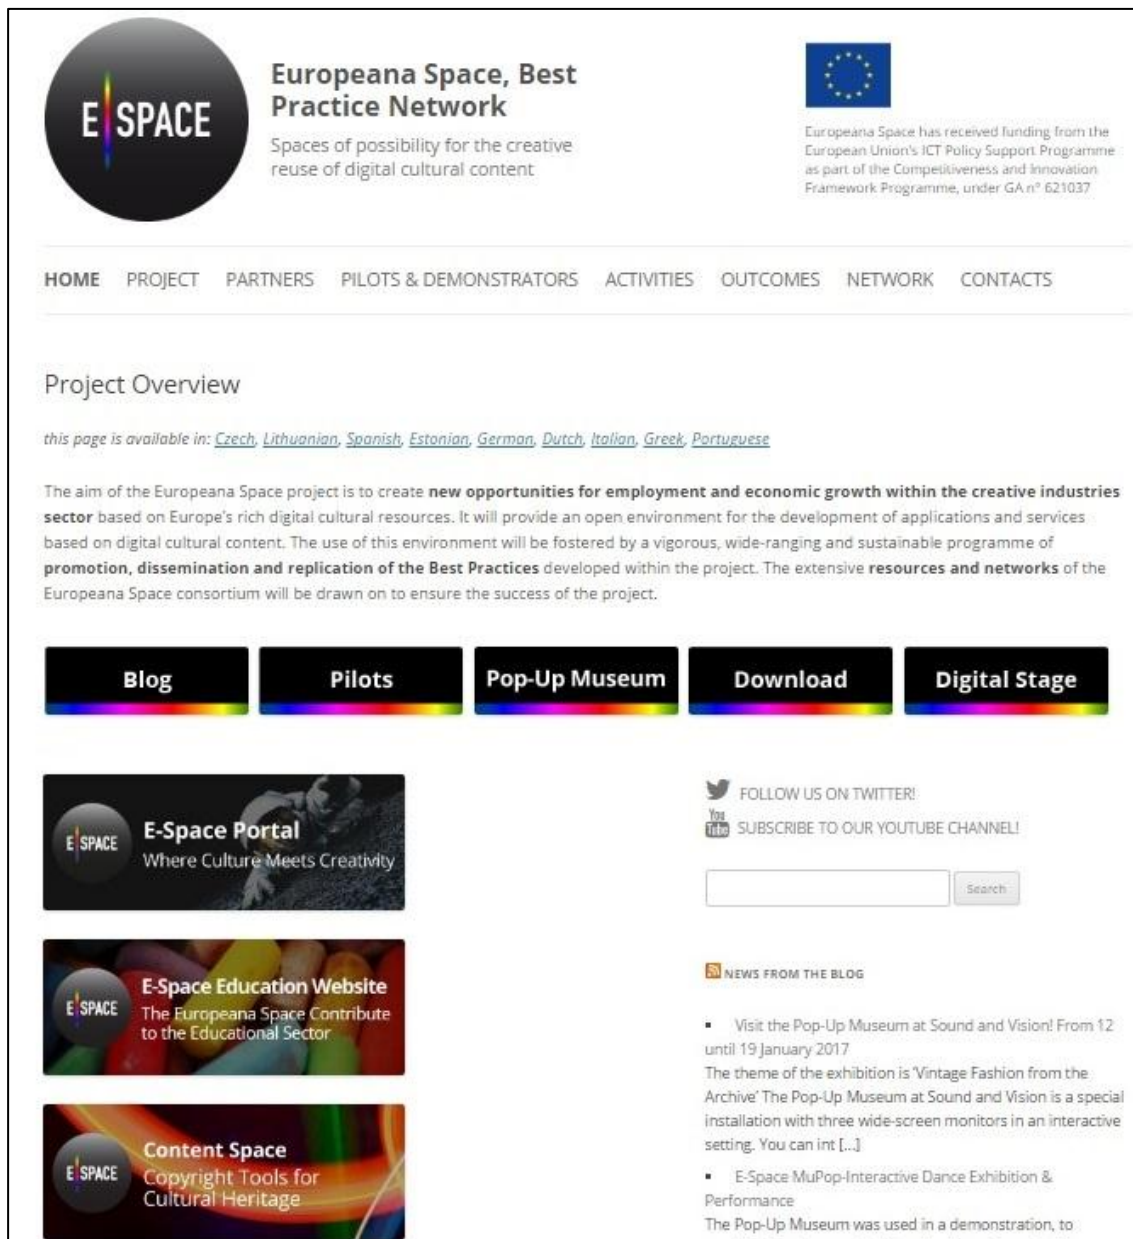 E SPACE
Europeana Space, Best
Practice Network
Spaces of possibility for the creative
reuse of digital cultural content
Europeana Space has received funding from the
European Union's ICT Policy Support Programme
as part of the Competitiveness and Innovation
Framework Programme, under GA n° 621037
HOME PROJECT PARTNERS PILOTS & DEMONSTRATORS ACTIVITIES OUTCOMES NETWORK CONTACTS
Project Overview
this page is available in: Czech, Lithuanian, Spanish, Estonian, German, Dutch, Italian, Greek, Portuguese
The aim of the Europeana Space project is to create new opportunities for employment and economic growth within the creative industries
sector based on Europe's rich digital cultural resources. It will provide an open environment for the development of applications and services
based on digital cultural content. The use of this environment will be fostered by a vigorous, wide-ranging and sustainable programme of
promotion, dissemination and replication of the Best Practices developed within the project. The extensive resources and networks of the
Europeana Space consortium will be drawn on to ensure the success of the project.
Blog Pilots Pop-Up Museum Download Digital Stage
E SPACE
E-Space Portal
Where Culture Meets Creativity
E SPACE
E-Space Education Website
The Europeana Space Contribute
to the Educational Sector
E SPACE
Content Space
Copyright Tools for
Cultural Heritage
FOLLOW US ON TWITTER!
You
Tube
SUBSCRIBE TO OUR YOUTUBE CHANNEL!
Search
NEWS FROM THE BLOG
▪ Visit the Pop-Up Museum at Sound and Vision! From 12
until 19 January 2017
The theme of the exhibition is 'Vintage Fashion from the
Archive' The Pop-Up Museum at Sound and Vision is a special
installation with three wide-screen monitors in an interactive
setting. You can int [...]
▪ E-Space MuPop-Interactive Dance Exhibition &
Performance
The Pop-Up Museum was used in a demonstration, to